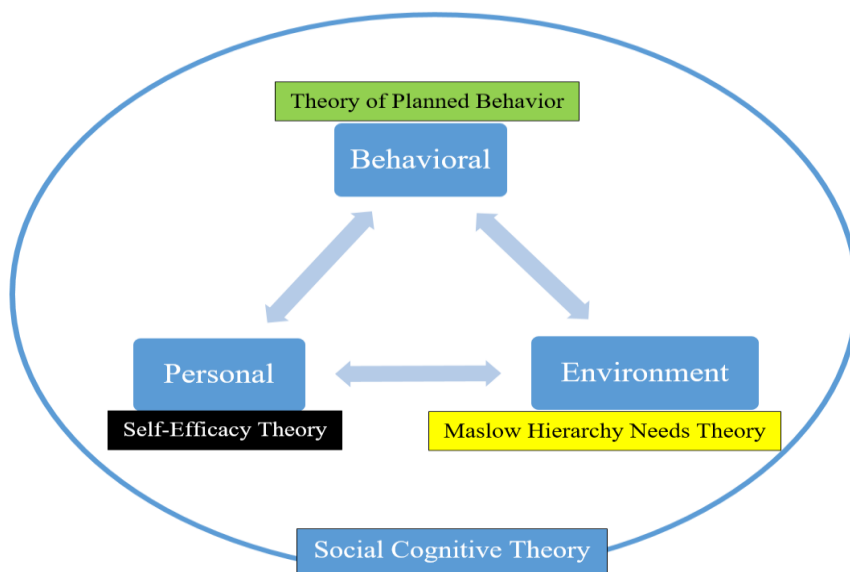 Theory of Planned Behavior
Behavioral
Personal
Environment
Self-Efficacy Theory
Maslow Hierarchy Needs Theory
Social Cognitive Theory